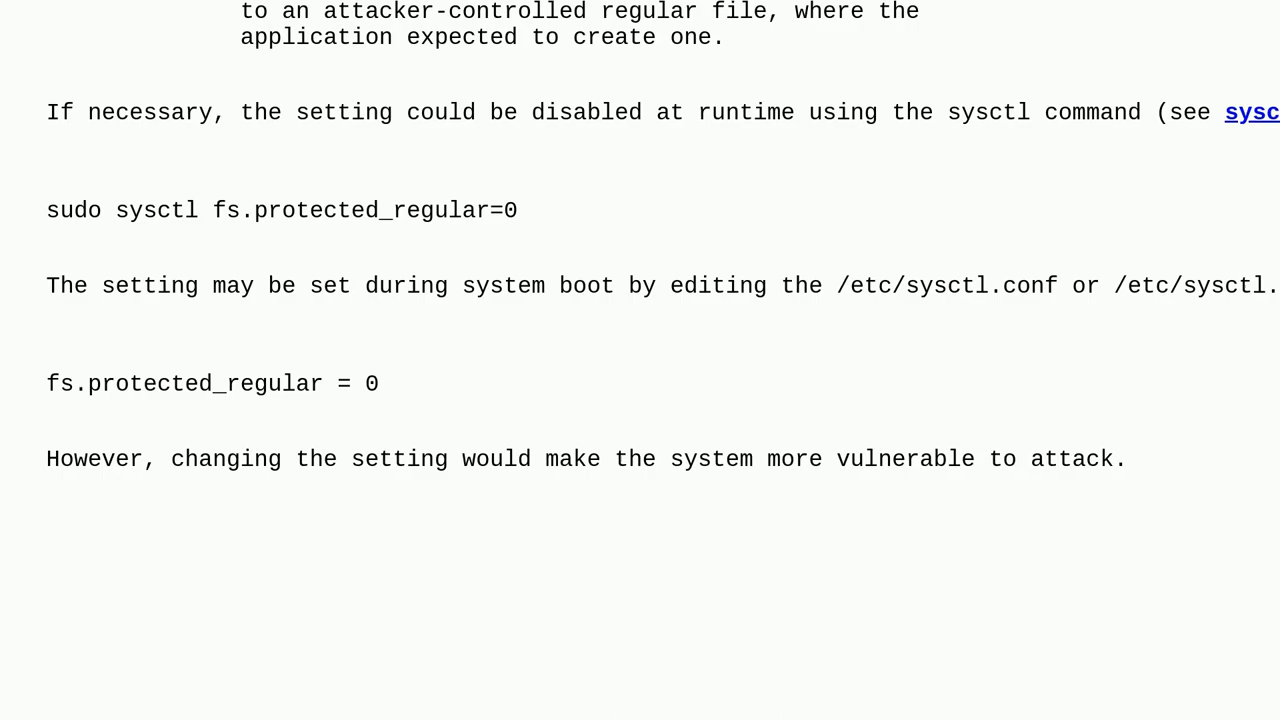 to an attacker-controlled regular file, where the
application expected to create one.
If necessary, the setting could be disabled at runtime using the sysctl command (see sysc
sudo sysctl fs.protected_regular=0
The setting may be set during system boot by editing the /etc/sysctl.conf or /etc/sysctl.
fs.protected_regular = 0
However, changing the setting would make the system more vulnerable to attack.